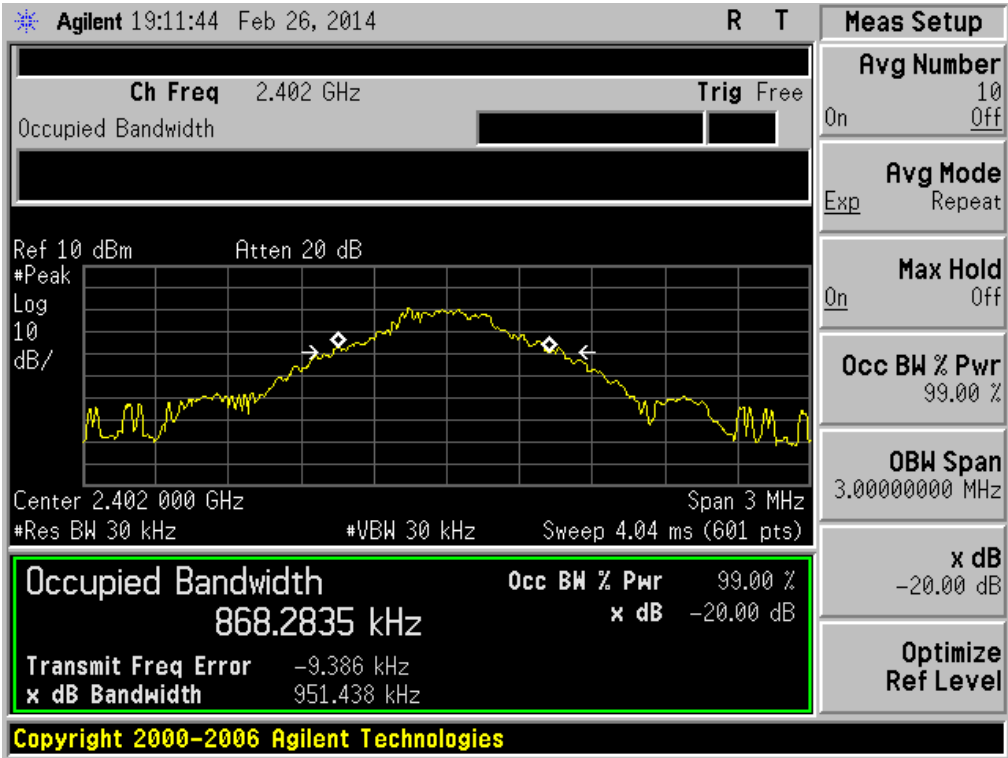 Agilent 19:11:44 Feb 26, 2014 R T
Ch Freq 2.402 GHz Trig Free
Occupied Bandwidth
Ref 10 dBm Atten 20 dB
#Peak
Log
10
dB/
Center 2.402 000 GHz Span 3 MHz
#Res BW 30 kHz #VBW 30 kHz Sweep 4.04 ms (601 pts)
Occupied Bandwidth Occ BW % Pwr 99.00 %
868.2835 kHz x dB -20.00 dB
Transmit Freq Error -9.386 kHz
x dB Bandwidth 951.438 kHz
Copyright 2000-2006 Agilent Technologies
Meas Setup
Avg Number
10
On Off
Avg Mode
Exp Repeat
Max Hold
On Off
Occ BW % Pwr
99.00 %
OBW Span
3.00000000 MHz
x dB
-20.00 dB
Optimize
Ref Level